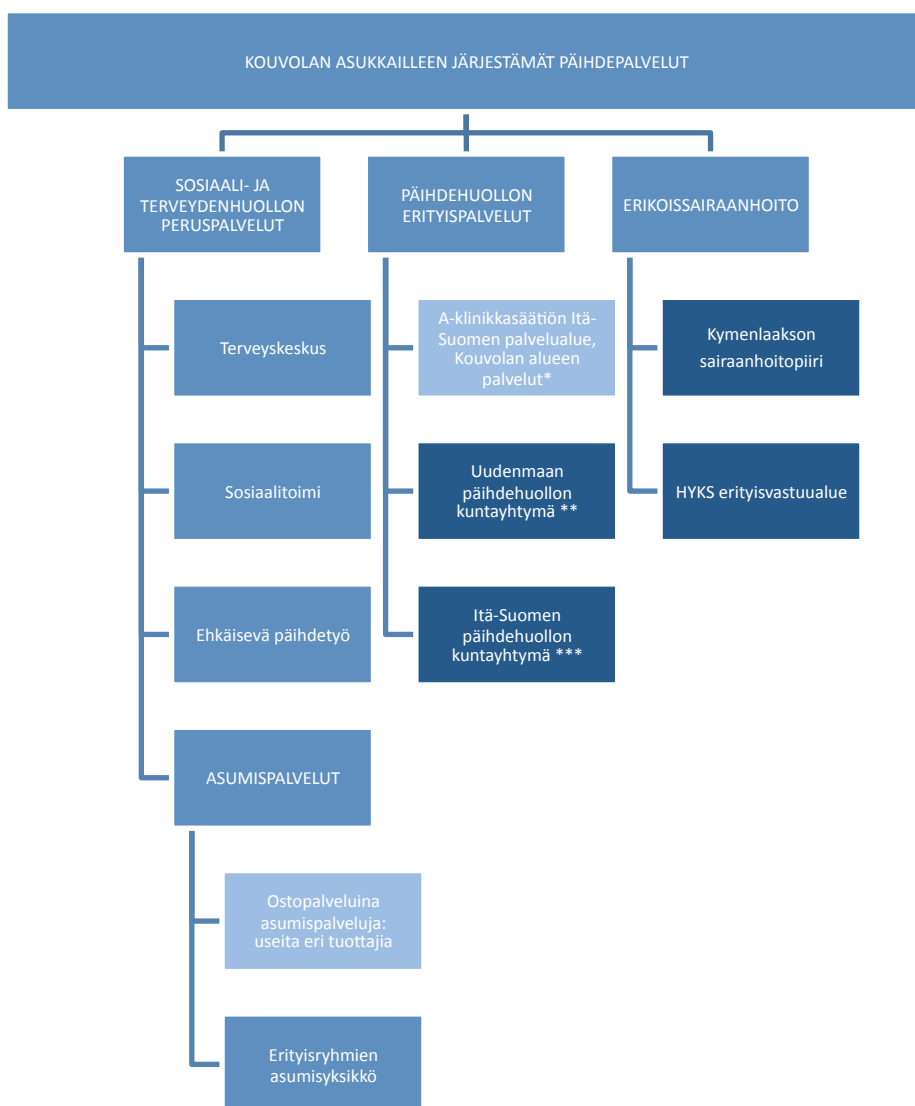 KOUVOLAN ASUKKAILLEEN JÄRJESTÄMÄT PÄIHDEPALVELUT
SOSIAALI- JA
TERVEYDENHUOLLON
PERUSPALVELUT
Terveyskeskus
Sosiaalitoimi
Ehkäisevä päihdetyö
ASUMISPALVELUT
Ostopalveluina
asumispalveluja:
useita eri tuottajia
Erityisryhmien
asumisyksikkö
PÄIHDEHUOLLON
ERITYISPALVELUT
A-klinikkasäätiön Itä-
Suomen palvelualue,
Kouvolan alueen
palvelut*
Uudenmaan
päihdehuollon
kuntayhtymä **
Itä-Suomen
päihdehuollon
kuntayhtymä ***
ERIKOISSAIRAANHOITO
Kymenlaakson
sairaanhoitopiiri
HYKS erityisvastuualue